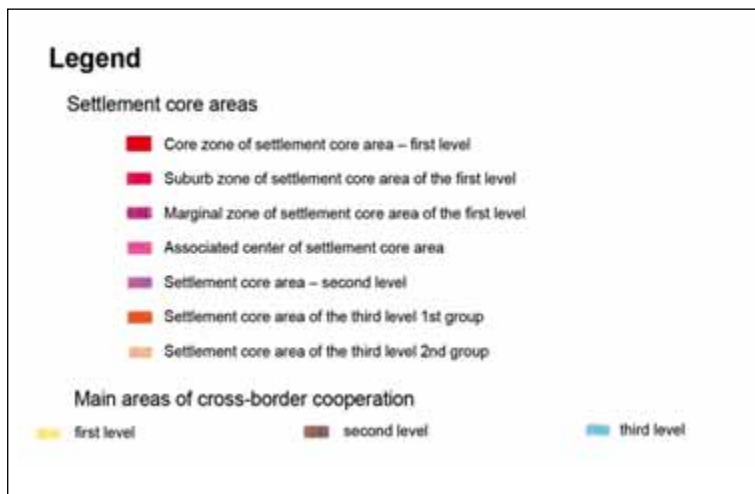 Legend
Settlement core areas
Core zone of settlement core area – first level
Suburb zone of settlement core area of the first level
Marginal zone of settlement core area of the first level
Associated center of settlement core area
Settlement core area – second level
Settlement core area of the third level 1st group
Settlement core area of the third level 2nd group
Main areas of cross-border cooperation
first level second level third level